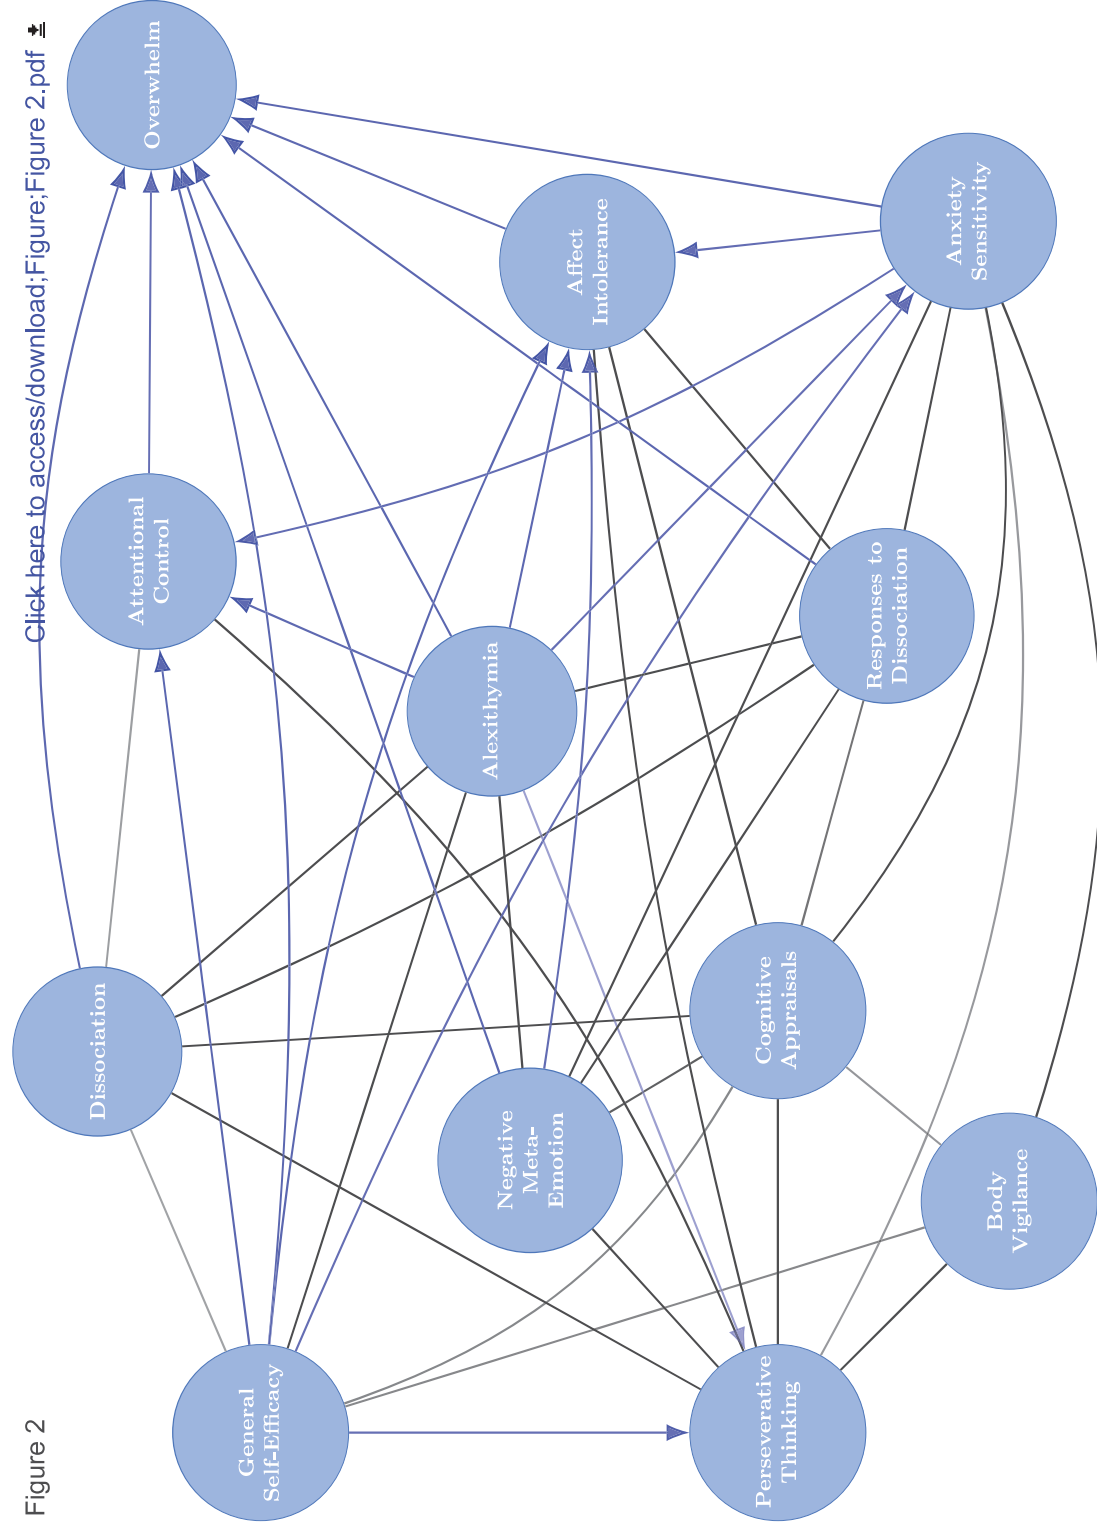 Figure 2
Click here to access/download;Figure;Figure 2.pdf
General
Self-Efficacy
Dissociation
Attentional
Control
Overwhelm
Negative
Meta-
Emotion
Alexithymia
Affect
Intolerance
Perseverative
Thinking
Cognitive
Appraisals
Responses to
Dissociation
Anxiety
Sensitivity
Body
Vigilance